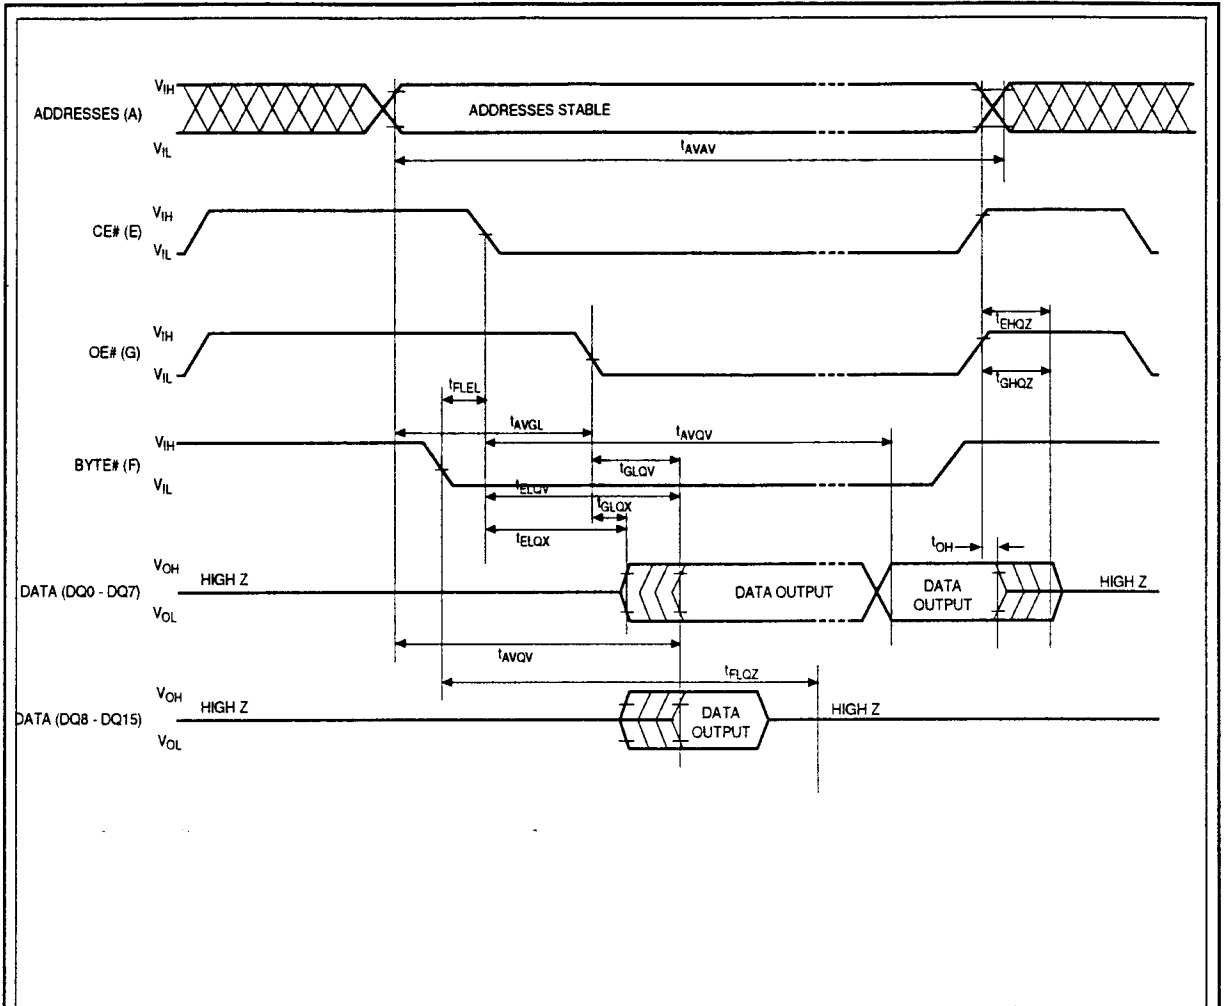 VIH
ADDRESSES (A)
ADDRESSES STABLE
VIL
tAVAV
VIH
CE# (E)
VIL
VIH
OE# (G)
VIL
tEHQZ
tGHQZ
tFLEL
tAVGL
tAVQV
VIH
BYTE# (F)
VIL
tGLQV
tELQV
tGLQX
tELQX
tOH
VOH
HIGH Z
DATA (DQ0 - DQ7)
DATA OUTPUT
DATA
OUTPUT
HIGH Z
VOL
tAVQV
tFLQZ
VOH
HIGH Z
DATA (DQ8 - DQ15)
DATA
OUTPUT
HIGH Z
VOL